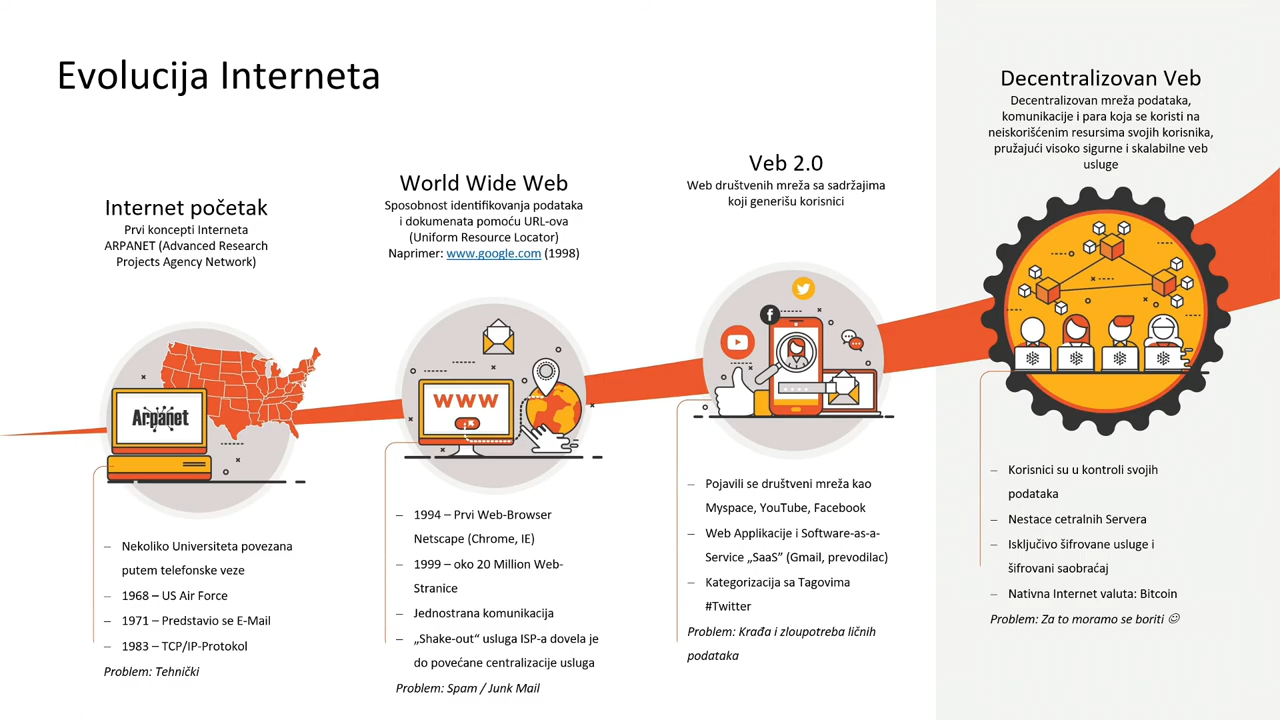 Evolucija Interneta
Internet početak
Prvi koncepti Interneta
ARPANET (Advanced Research
Projects Agency Network)
Arpanet
– Nekoliko Universiteta povezana
putem telefonske veze
– 1968 – US Air Force
– 1971 – Predstavio se E-Mail
– 1983 – TCP/IP-Protokol
Problem: Tehnički
World Wide Web
Sposobnost identifikovanja podataka
i dokumenata pomoću URL-ova
(Uniform Resource Locator)
Naprimer: www.google.com (1998)
WWW
– 1994 – Prvi Web-Browser
Netscape (Chrome, IE)
– 1999 – oko 20 Million Web-
Stranice
– Jednostrana komunikacija
– „Shake-out“ usluga ISP-a dovela je
do povećane centralizacije usluga
Problem: Spam / Junk Mail
Veb 2.0
Web društvenih mreža sa sadržajima
koji generišu korisnici
f
– Pojavili se društveni mreža kao
Myspace, YouTube, Facebook
– Web Applikacije i Software-as-a-
Service „SaaS” (Gmail, prevodilac)
– Kategorizacija sa Tagovima
#Twitter
Problem: Krađa i zloupotreba ličnih
podataka
Decentralizovan Veb
Decentralizovan mreža podataka,
komunikacije i para koja se koristi na
neiskorišćenim resursima svojih korisnika,
pružajući visoko sigurne i skalabilne veb
usluge
– Korisnici su u kontroli svojih
podataka
– Nestace cetralnih Servera
– Isključivo šifrovane usluge i
šifrovani saobraćaj
– Nativna Internet valuta: Bitcoin
Problem: Za to moramo se boriti ☺